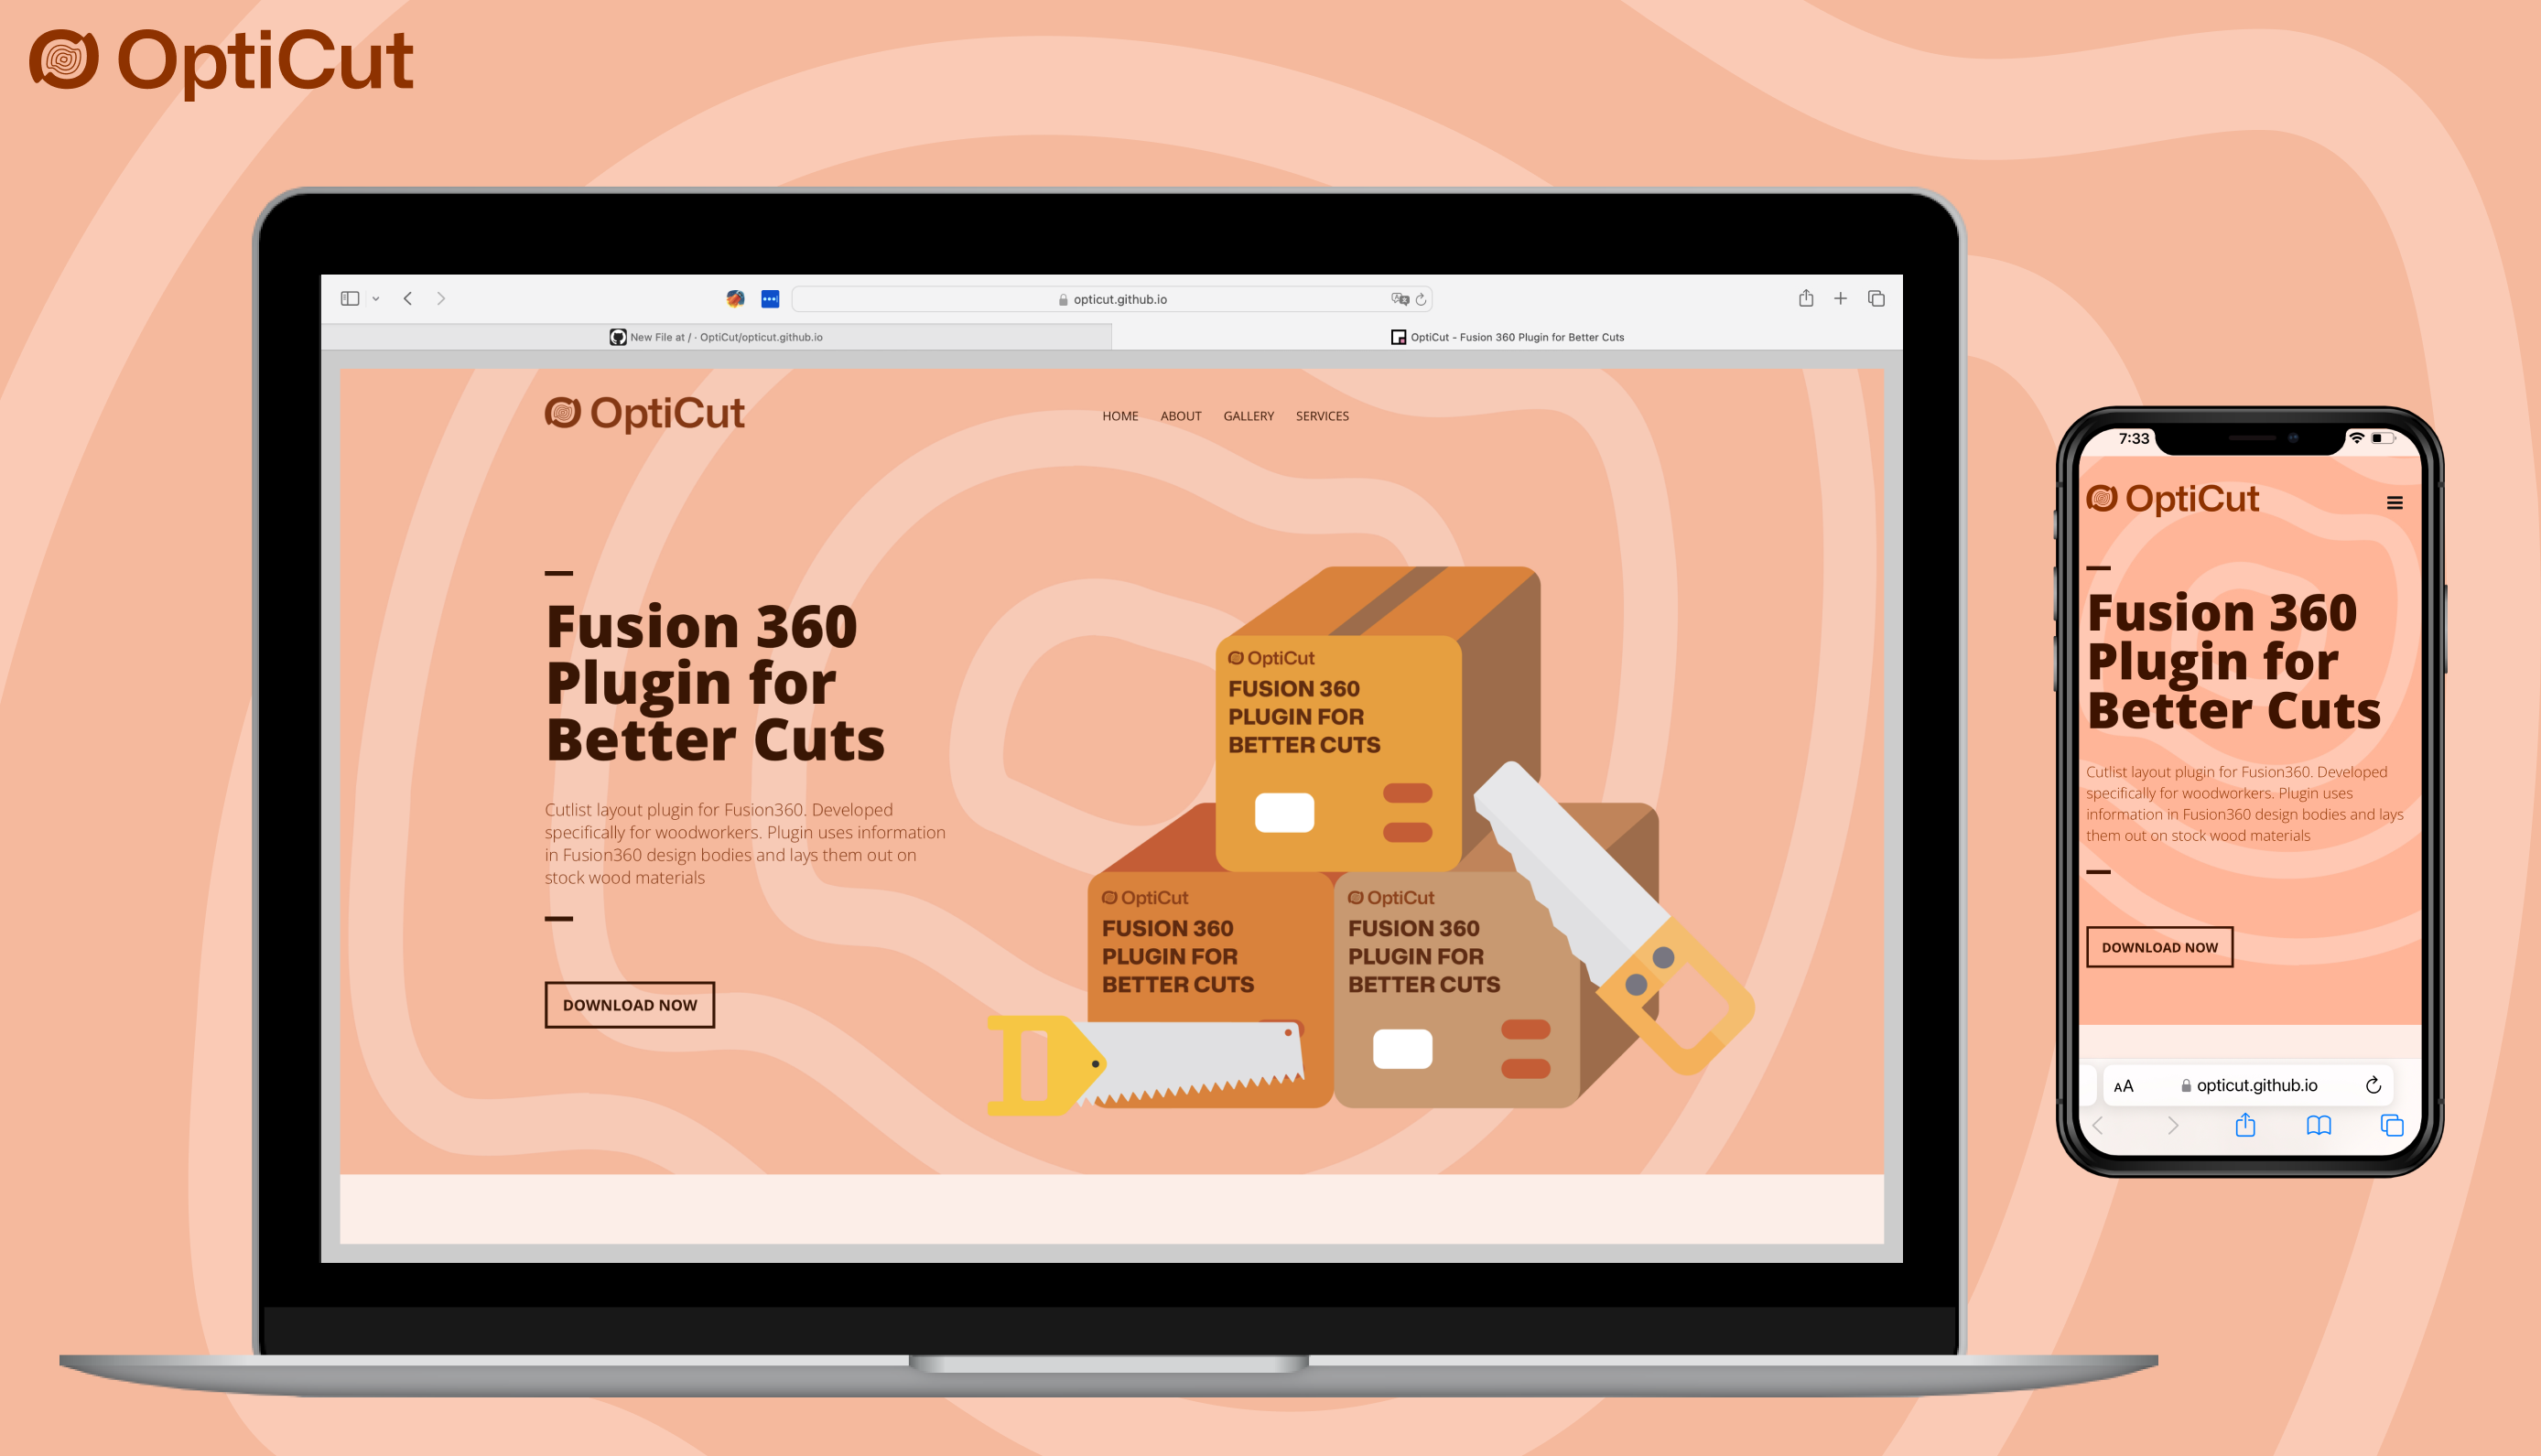 OptiCut
opticut.github.io
New File at / · OptiCut/opticut.github.io
OptiCut - Fusion 360 Plugin for Better Cuts
OptiCut
HOME ABOUT GALLERY SERVICES
Fusion 360
Plugin for
Better Cuts
Cutlist layout plugin for Fusion360. Developed
specifically for woodworkers. Plugin uses information
in Fusion360 design bodies and lays them out on
stock wood materials
DOWNLOAD NOW
OptiCut
FUSION 360
PLUGIN FOR
BETTER CUTS
OptiCut
FUSION 360
PLUGIN FOR
BETTER CUTS
OptiCut
FUSION 360
PLUGIN FOR
BETTER CUTS
7:33
OptiCut
Fusion 360
Plugin for
Better Cuts
Cutlist layout plugin for Fusion360. Developed
specifically for woodworkers. Plugin uses
information in Fusion360 design bodies and lays
them out on stock wood materials
DOWNLOAD NOW
AA opticut.github.io